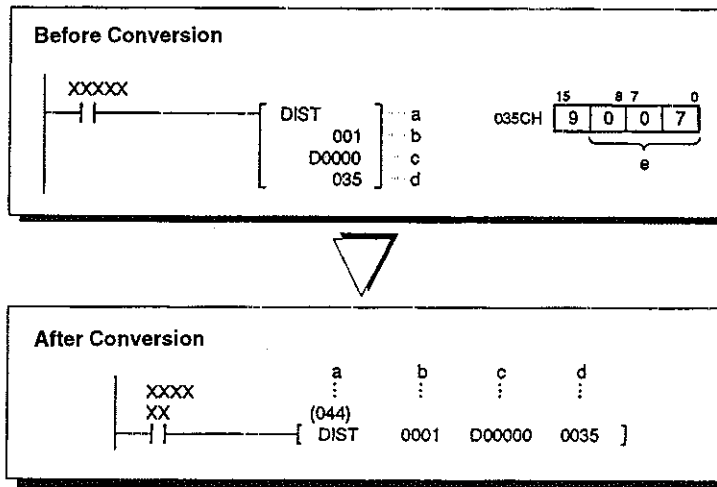 Before Conversion
XXXXX
DIST a
001 b
D0000 c
035 d
15 8 7 0
035CH 9 0 0 7
e
After Conversion
a b c d
XXXX
XX (044)
DIST 0001 D00000 0035